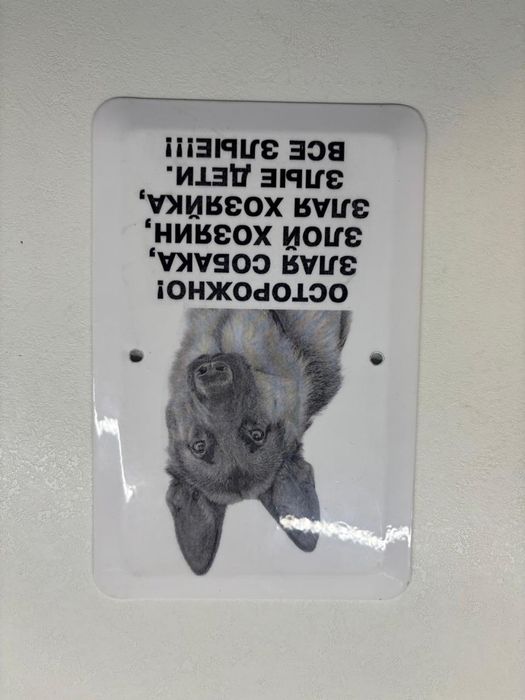 ОСТОРОЖНО!
ЗЛАЯ СОБАКА,
ЗЛОЙ ХОЗЯИН,
ЗЛАЯ ХОЗЯЙКА,
ЗЛЫЕ ДЕТИ.
ВСЕ ЗЛЫЕ!!!